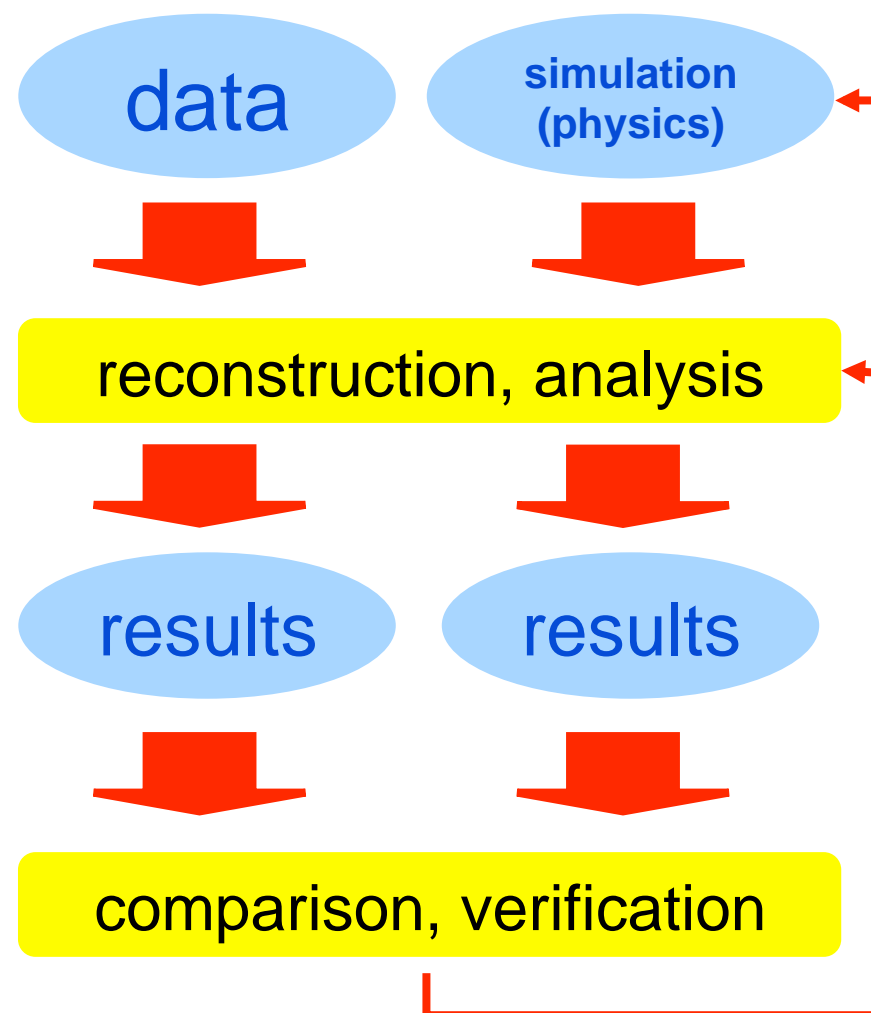 data
simulation
(physics)
reconstruction, analysis
results
results
comparison, verification